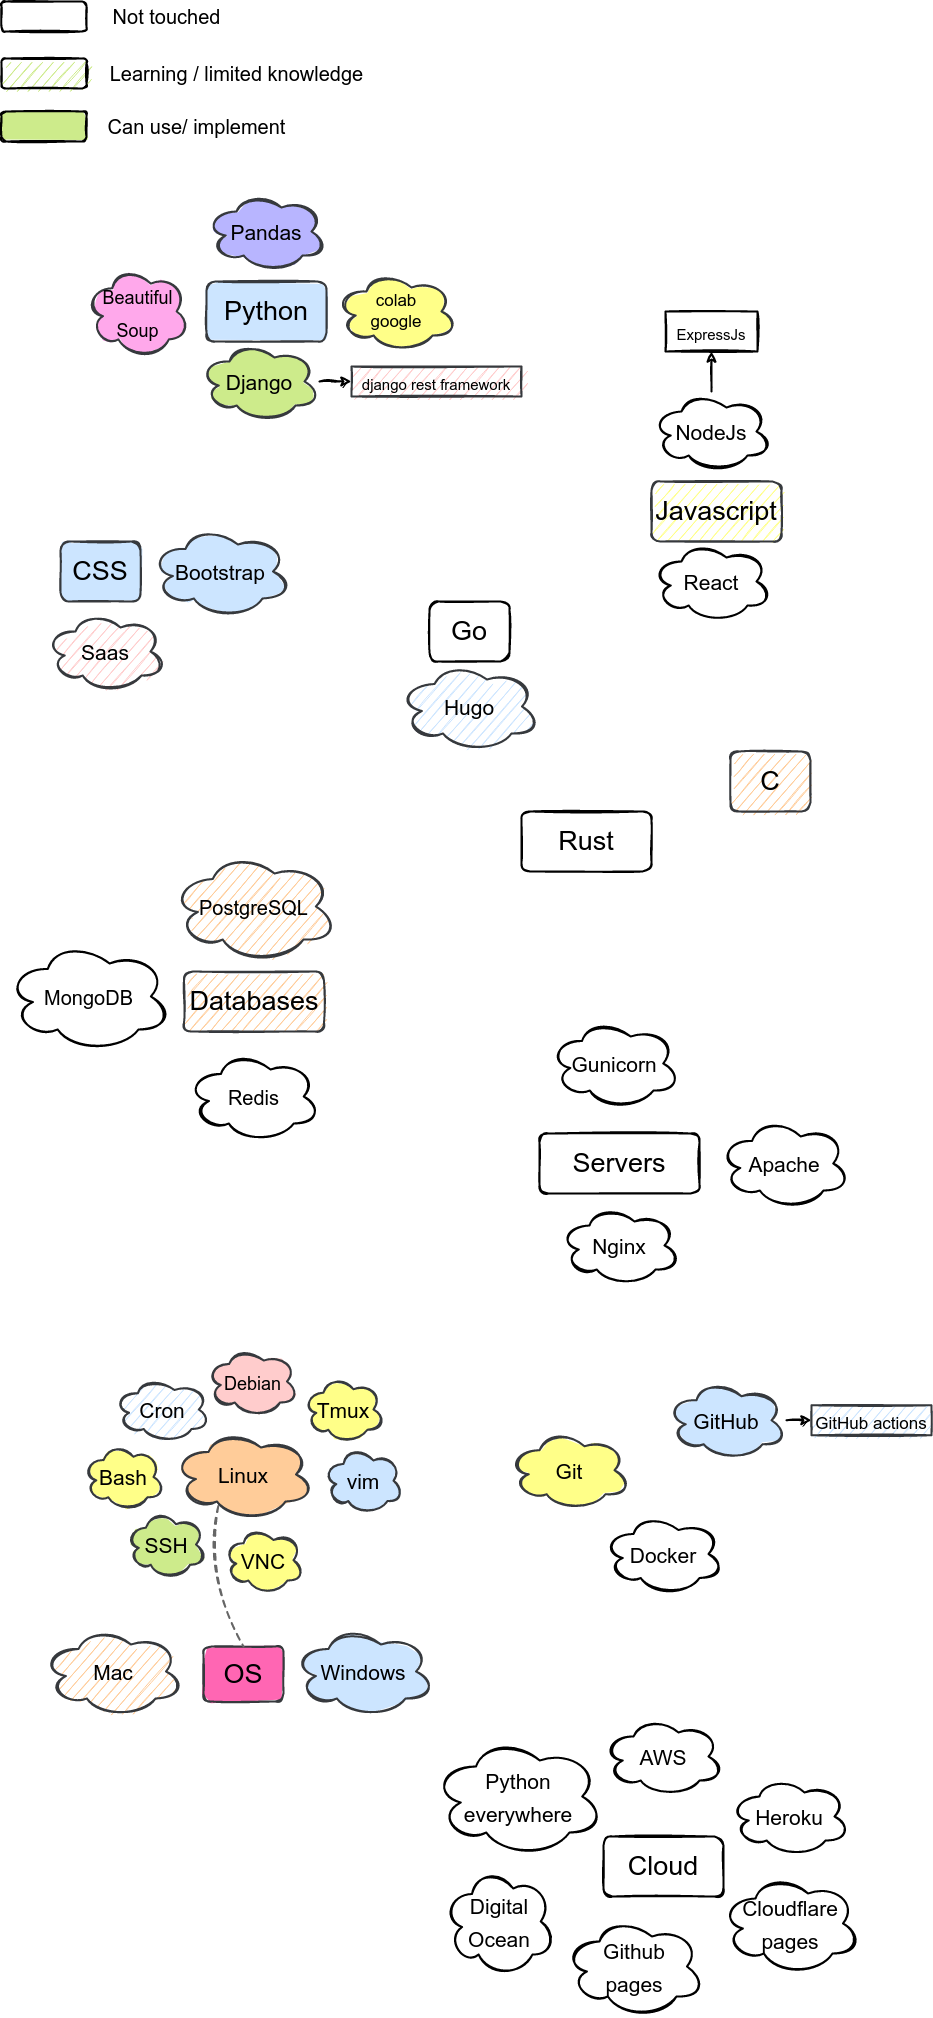 Not touched
Learning / limited knowledge
Can use/ implement
Pandas
Beautiful
Soup
Python
colab
google
Django
django rest framework
ExpressJs
NodeJs
Javascript
React
CSS
Bootstrap
Saas
Go
Hugo
C
Rust
PostgreSQL
MongoDB
Databases
Redis
Gunicorn
Servers
Apache
Nginx
Debian
Cron
Tmux
Bash
Linux
vim
SSH
VNC
GitHub
GitHub actions
Git
Docker
Mac
OS
Windows
Python
everywhere
AWS
Heroku
Cloud
Digital
Ocean
Cloudflare
pages
Github
pages